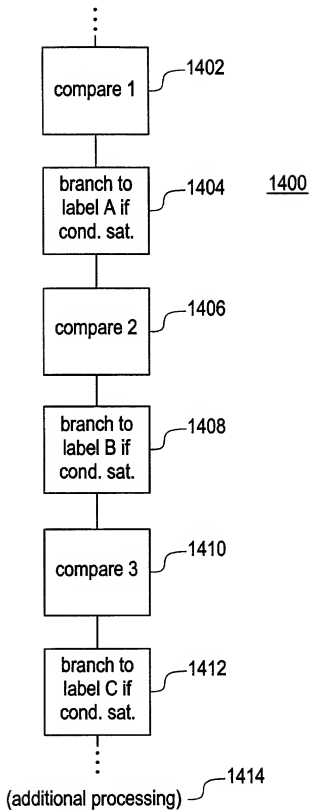 compare 1
1402
branch to
label A if
cond. sat.
1404
1400
compare 2
1406
branch to
label B if
cond. sat.
1408
compare 3
1410
branch to
label C if
cond. sat.
1412
(additional processing)
1414